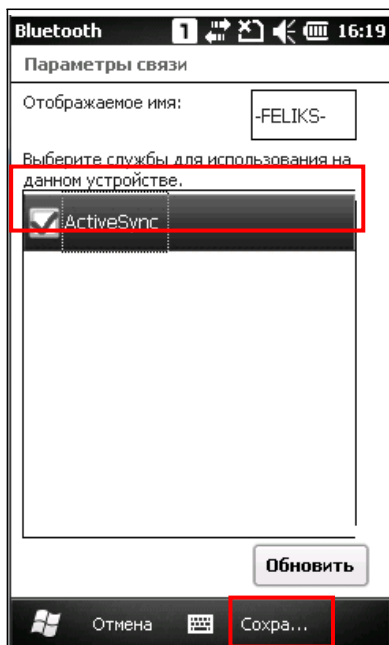 Bluetooth 1 16:19
Параметры связи
Отображаемое имя:
-FELIKS-
Выберите службы для использования на
данном устройстве.
ActiveSync
Обновить
Отмена Сохра...